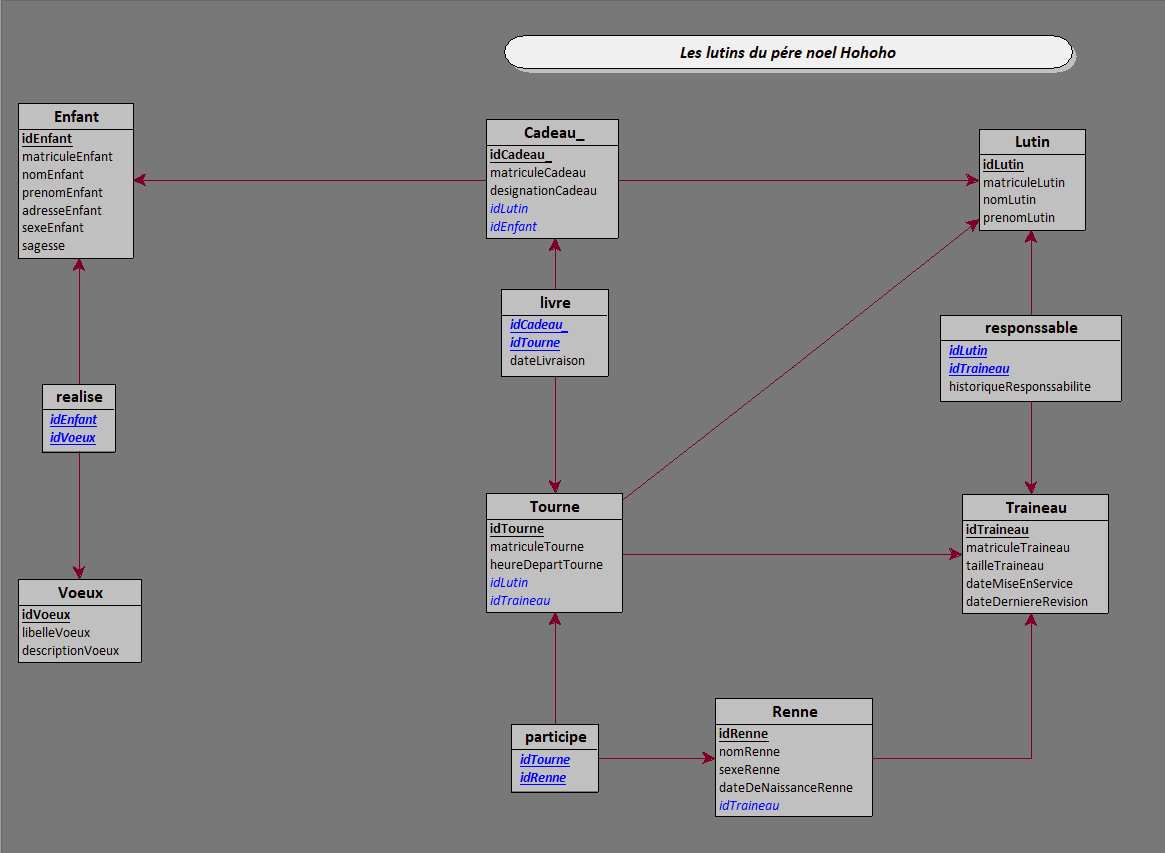 Les lutins du pére noel Hohoho
Enfant
idEnfant
matriculeEnfant
nomEnfant
prenomEnfant
adresseEnfant
sexeEnfant
sagesse
Cadeau_
idCadeau_
matriculeCadeau
designationCadeau
idLutin
idEnfant
Lutin
idLutin
matriculeLutin
nomLutin
prenomLutin
livre
idCadeau_
idTourne
dateLivraison
responssable
idLutin
idTraineau
historiqueResponssabilite
realise
idEnfant
idVoeux
Tourne
idTourne
matriculeTourne
heureDepartTourne
idLutin
idTraineau
Traineau
idTraineau
matriculeTraineau
tailleTraineau
dateMiseEnService
dateDerniereRevision
Voeux
idVoeux
libelleVoeux
descriptionVoeux
participe
idTourne
idRenne
Renne
idRenne
nomRenne
sexeRenne
dateDeNaissanceRenne
idTraineau